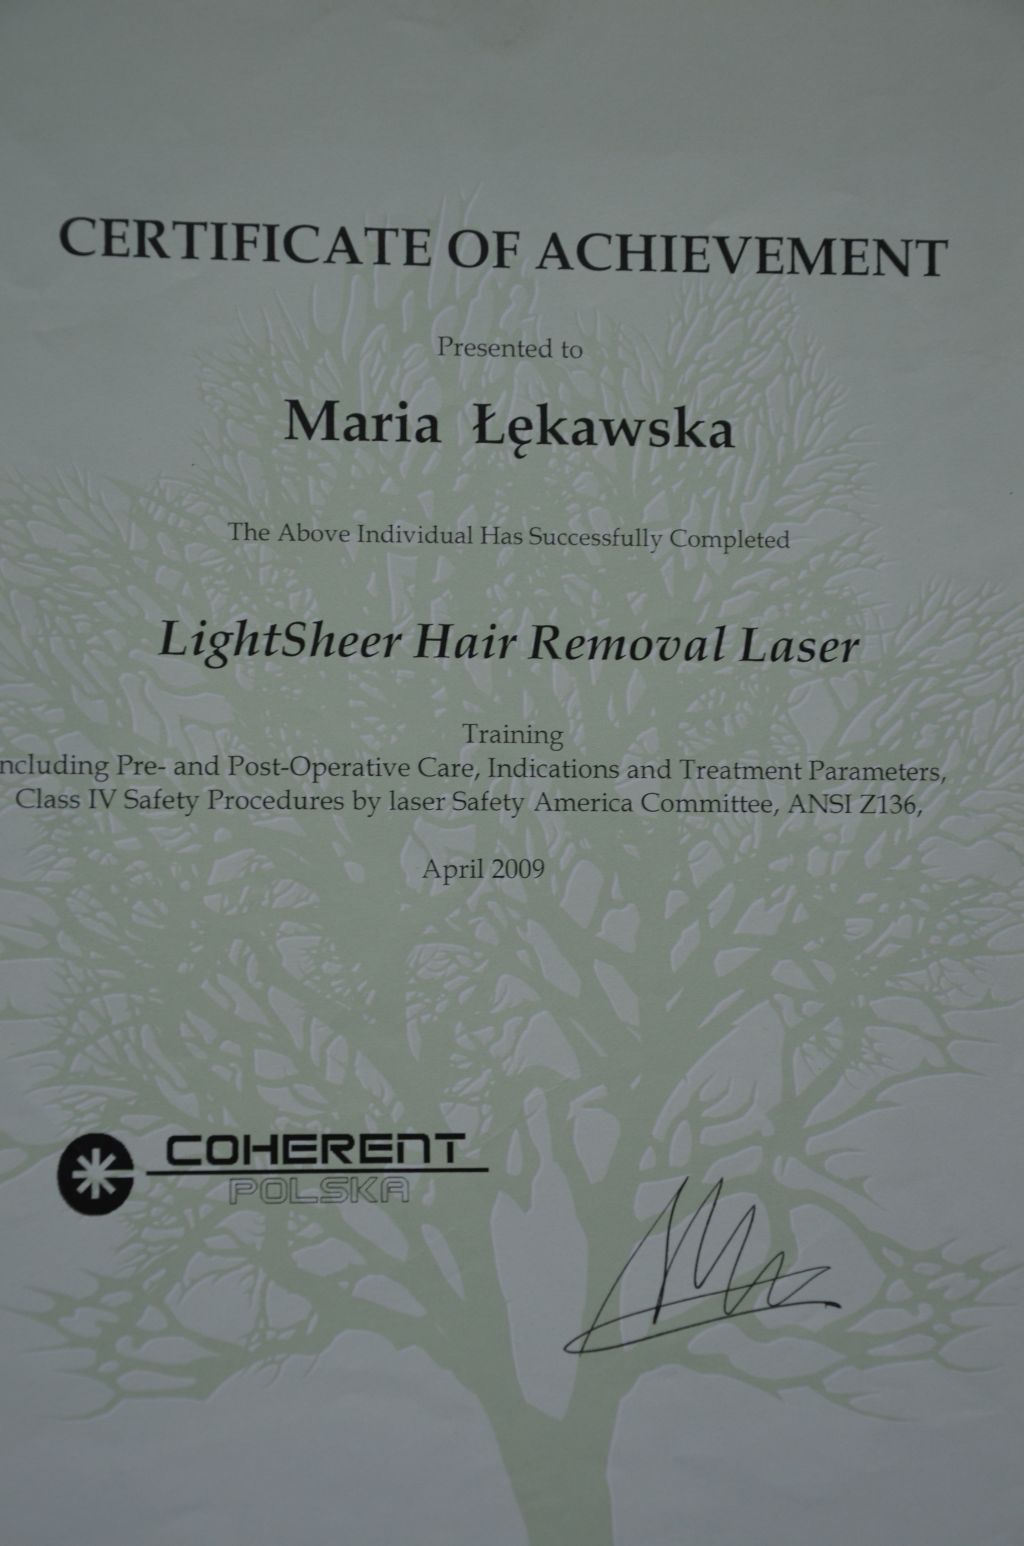 CERTIFICATE OF ACHIEVEMENT
Presented to
Maria Łękawska
The Above Individual Has Successfully Completed
LightSheer Hair Removal Laser
Training
ncluding Pre- and Post-Operative Care, Indications and Treatment Parameters,
Class IV Safety Procedures by laser Safety America Committee, ANSI Z136,
April 2009
COHERENT
POLSKA